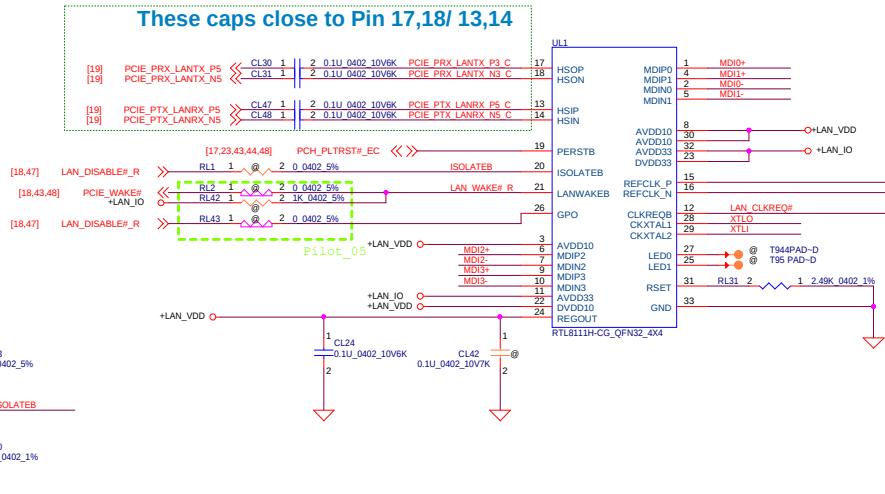 These caps close to Pin 17,18/ 13,14
UL1
[19] PCIE_PRX_LANTX_P5 CL30 1 2 0.1U_0402_10V6K PCIE_PRX_LANTX_P3_C 17 HSOP
[19] PCIE_PRX_LANTX_N5 CL31 1 2 0.1U_0402_10V6K PCIE_PRX_LANTX_N3_C 18 HSON
[19] PCIE_PTX_LANRX_P5 CL47 1 2 0.1U_0402_10V6K PCIE_PTX_LANRX_P5_C 13 HSIP
[19] PCIE_PTX_LANRX_N5 CL48 1 2 0.1U_0402_10V6K PCIE_PTX_LANRX_N5_C 14 HSIN
[17,23,43,44,48] PCH_PLTRST#_EC 19 PERSTB
[18,47] LAN_DISABLE#_R RL1 1 @ 2 0_0402_5% ISOLATEB 20 ISOLATEB
[18,43,48] PCIE_WAKE# RL2 1 @ 2 0_0402_5% LAN_WAKE#_R 21 LANWAKEB
+LAN_IO RL42 1 2 1K_0402_5%
@
[18,47] LAN_DISABLE#_R RL43 1 @ 2 0_0402_5% 26 GPO
Pilot_05
+LAN_VDD 3 AVDD10
MDI2+ 6 MDIP2
MDI2- 7 MDIN2
MDI3+ 9 MDIP3
MDI3- 10 MDIN3
+LAN_IO 11 AVDD33
+LAN_VDD 22 DVDD10
+LAN_VDD 24 REGOUT
MDIP0 1 MDI0+
MDIP1 4 MDI1+
MDIN0 2 MDI0-
MDIN1 5 MDI1-
AVDD10 8 +LAN_VDD
AVDD10 30
AVDD33 32 +LAN_IO
DVDD33 23
REFCLK_P 15
REFCLK_N 16
CLKREQB 12 LAN_CLKREQ#
CKXTAL1 28 XTLO
CKXTAL2 29 XTLI
LED0 27 @ T944PAD~D
LED1 25 @ T95 PAD~D
RSET 31 RL31 2 1 2.49K_0402_1%
GND 33
RTL8111H-CG_QFN32_4X4
1 CL24
0.1U_0402_10V6K
2
1
CL42 @
0.1U_0402_10V7K
2
3
0402_5%
SOLATEB
0
_0402_1%